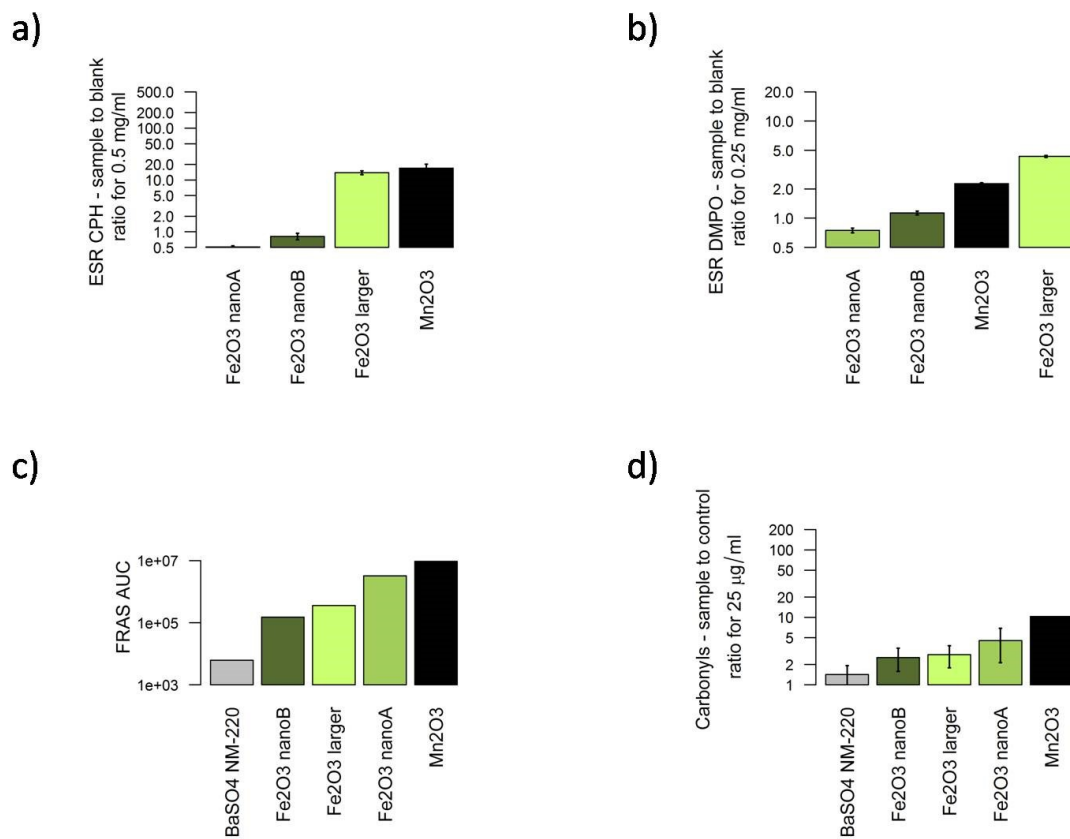 a)
ESR CPH - sample to blank
ratio for 0.5 mg/ml
500.0
200.0
100.0
50.0
20.0
10.0
5.0
2.0
1.0
0.5
Fe2O3 nanoA
Fe2O3 nanoB
Fe2O3 larger
Mn2O3
b)
ESR DMPO - sample to blank
ratio for 0.25 mg/ml
20.0
10.0
5.0
2.0
1.0
0.5
Fe2O3 nanoA
Fe2O3 nanoB
Mn2O3
Fe2O3 larger
c)
FRAS AUC
1e+07
1e+05
1e+03
BaSO4 NM-220
Fe2O3 nanoB
Fe2O3 larger
Fe2O3 nanoA
Mn2O3
d)
Carbonyls - sample to control
ratio for 25 µg/ml
200
100
50
20
10
5
2
1
BaSO4 NM-220
Fe2O3 nanoB
Fe2O3 larger
Fe2O3 nanoA
Mn2O3